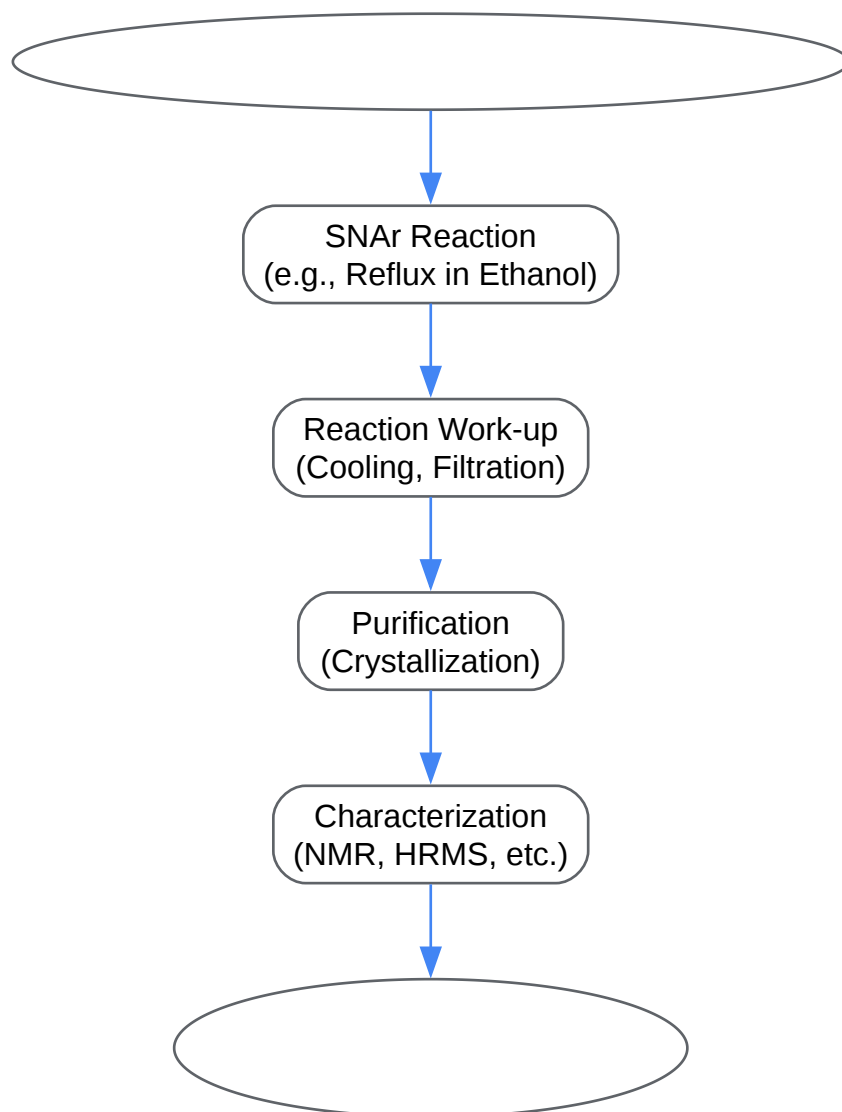 SNAr Reaction
(e.g., Reflux in Ethanol)
Reaction Work-up
(Cooling, Filtration)
Purification
(Crystallization)
Characterization
(NMR, HRMS, etc.)